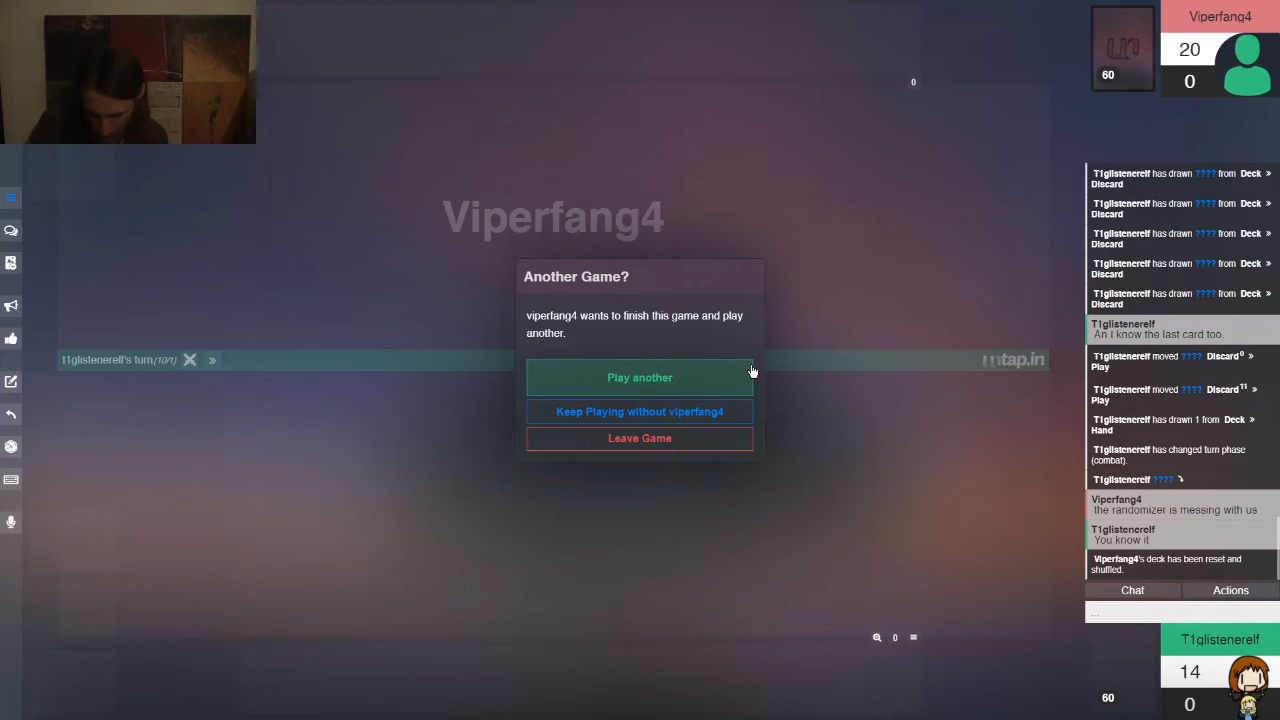 Viperfang4
20
0
60
0
Viperfang4
T1glistenerelf has drawn ???? from Deck »
Discard
T1glistenerelf has drawn ???? from Deck »
Discard
T1glistenerelf has drawn ???? from Deck »
Discard
T1glistenerelf has drawn ???? from Deck »
Discard
T1glistenerelf has drawn ???? from Deck »
Discard
T1glistenerelf
An I know the last card too.
T1glistenerelf moved ???? Discard 0 »
Play
T1glistenerelf moved ???? Discard 11 »
Play
T1glistenerelf has drawn 1 from Deck »
Hand
T1glistenerelf has changed turn phase
(combat).
T1glistenerelf ????
Viperfang4
the randomizer is messing with us
T1glistenerelf
You know it
Viperfang4's deck has been reset and
shuffled.
Chat Actions
...
Another Game?
viperfang4 wants to finish this game and play
another.
Play another
Keep Playing without viperfang4
Leave Game
t1glistenerelf's turn (10/1) »
untap.in
0
T1glistenerelf
14
0
60